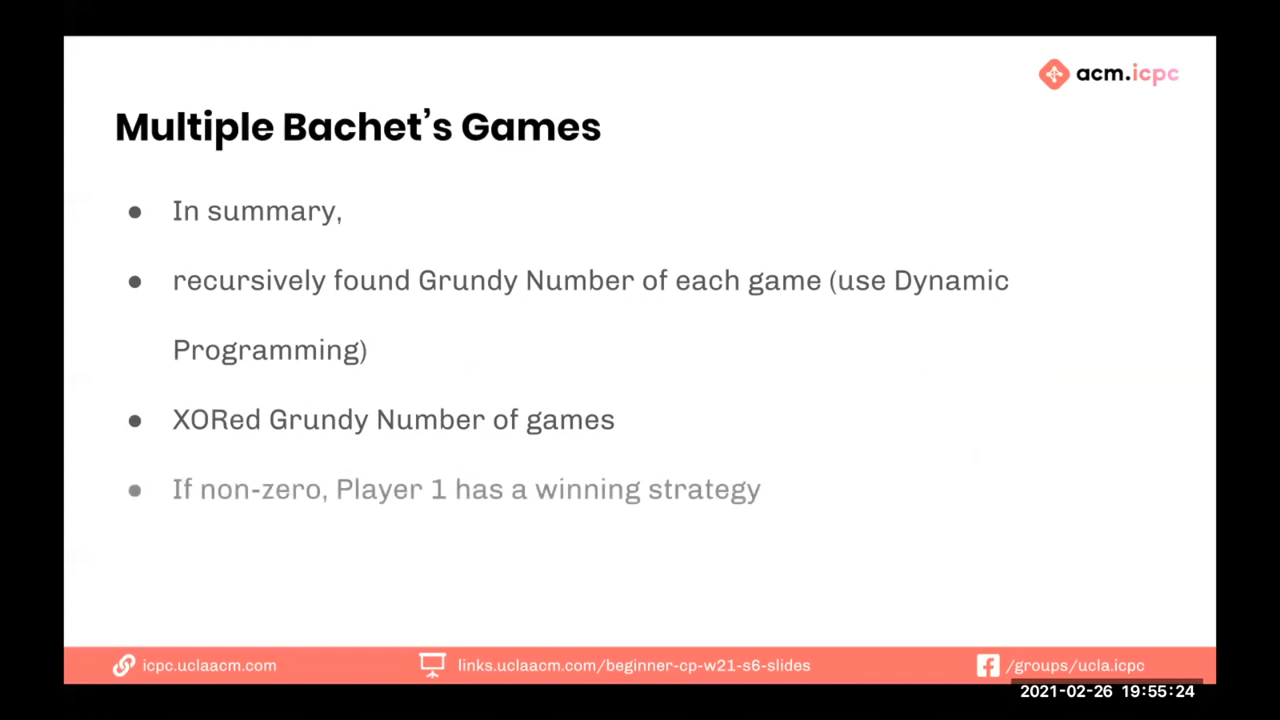 acm.icpc
Multiple Bachet’s Games
● In summary,
● recursively found Grundy Number of each game (use Dynamic
Programming)
● XORed Grundy Number of games
● If non-zero, Player 1 has a winning strategy
icpc.uclaacm.com
links.uclaacm.com/beginner-cp-w21-s6-slides
/groups/ucla.icpc
2021-02-26 19:55:24